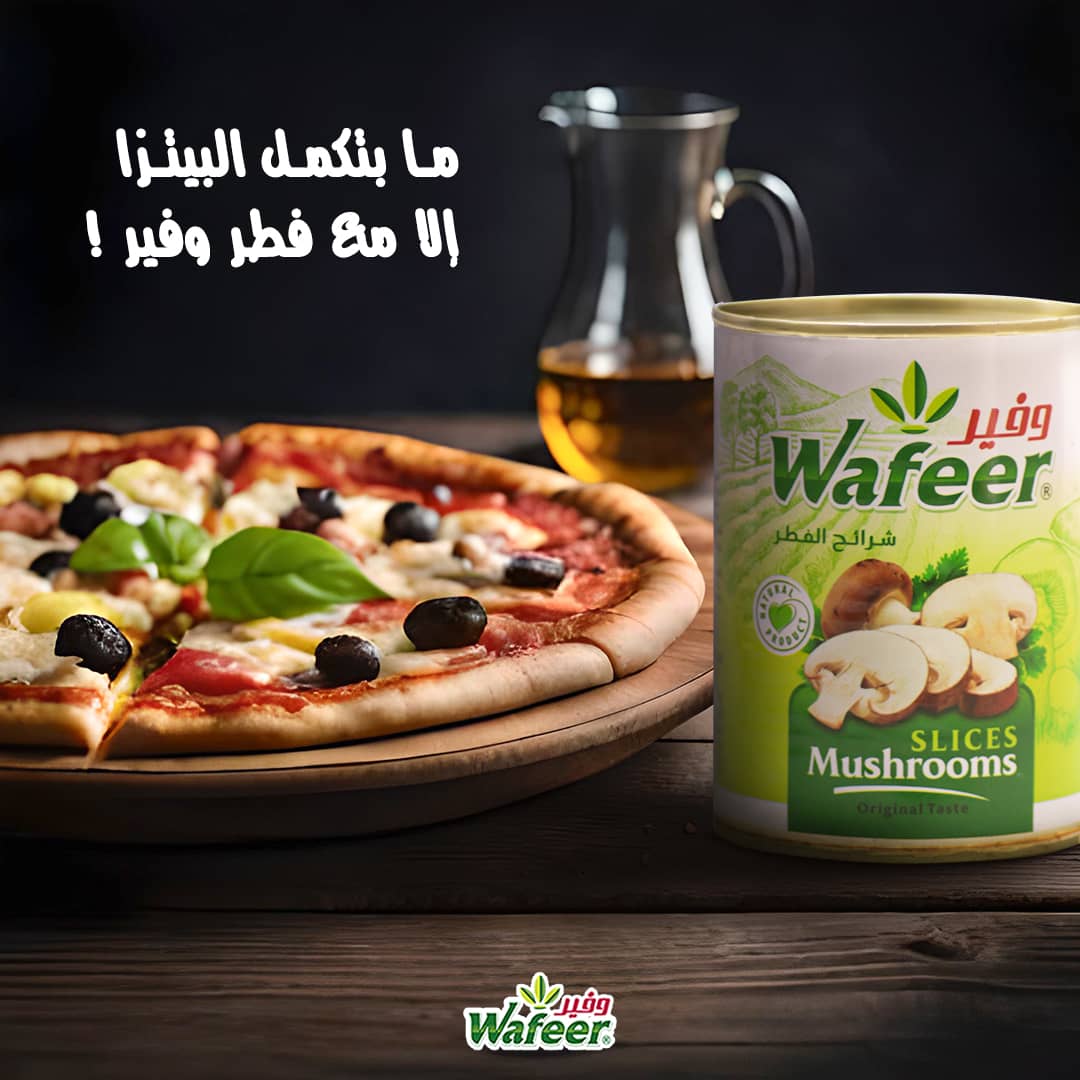 ما بتكمل البيتزا
إلا مع فطر وفير !
وفير
Wafeer®
شرائح الفطر
NATURAL PRODUCT
SLICES
Mushrooms
Original Taste
وفير
Wafeer®